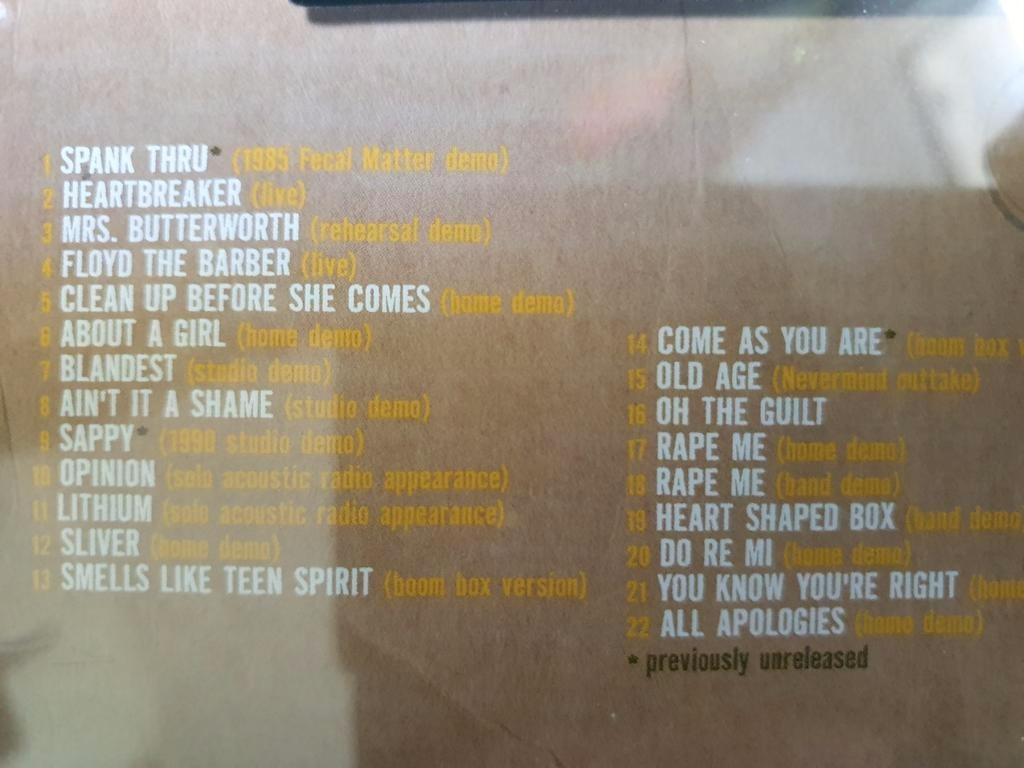 1 SPANK THRU* (1985 Fecal Matter demo)
2 HEARTBREAKER (live)
3 MRS. BUTTERWORTH (rehearsal demo)
4 FLOYD THE BARBER (live)
5 CLEAN UP BEFORE SHE COMES (home demo)
6 ABOUT A GIRL (home demo)
7 BLANDEST (studio demo)
8 AIN'T IT A SHAME (studio demo)
9 SAPPY* (1990 studio demo)
10 OPINION (solo acoustic radio appearance)
11 LITHIUM (solo acoustic radio appearance)
12 SLIVER (home demo)
13 SMELLS LIKE TEEN SPIRIT (boom box version)
14 COME AS YOU ARE* (boom box
15 OLD AGE (Nevermind outtake)
16 OH THE GUILT
17 RAPE ME (home demo)
18 RAPE ME (band demo)
19 HEART SHAPED BOX (band demo
20 DO RE MI (home demo)
21 YOU KNOW YOU'RE RIGHT (home
22 ALL APOLOGIES (home demo)
* previously unreleased